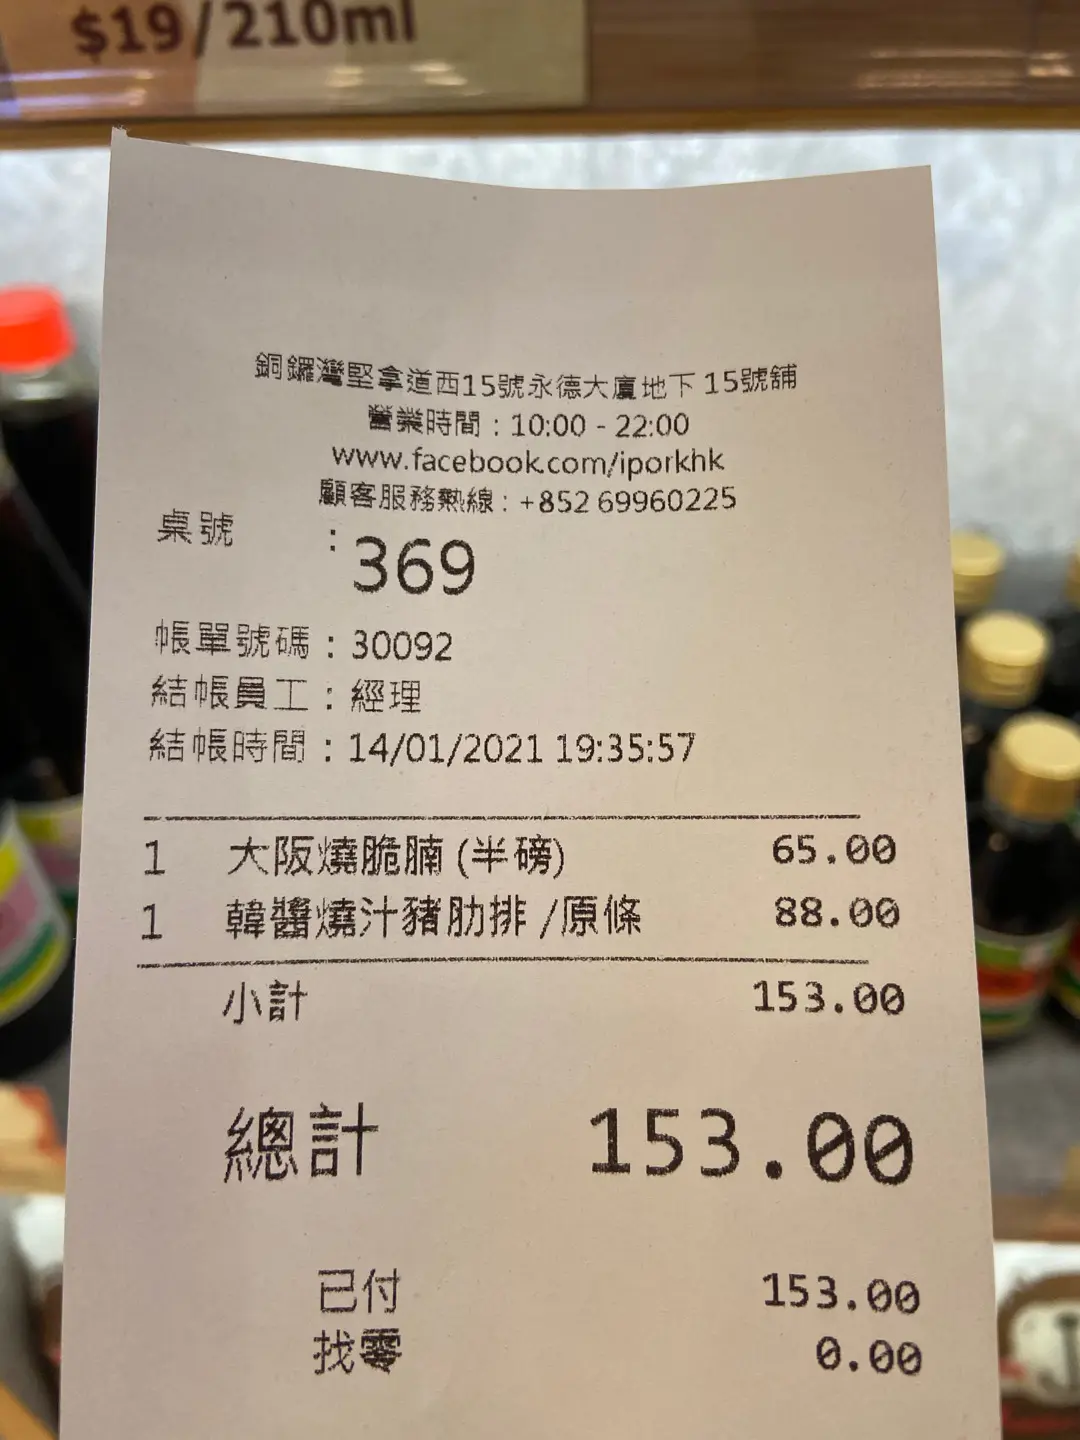 $19/210ml
銅鑼灣堅拿道西15號永德大廈地下 15號舖
營業時間 : 10:00 - 22:00
www.facebook.com/iporkhk
顧客服務熱線 : +852 69960225
桌號 : 369
帳單號碼 : 30092
結帳員工 : 經理
結帳時間 : 14/01/2021 19:35:57
1 大阪燒脆腩 (半磅) 65.00
1 韓醬燒汁豬肋排 /原條 88.00
小計 153.00
總計 153.00
已付 153.00
找零 0.00